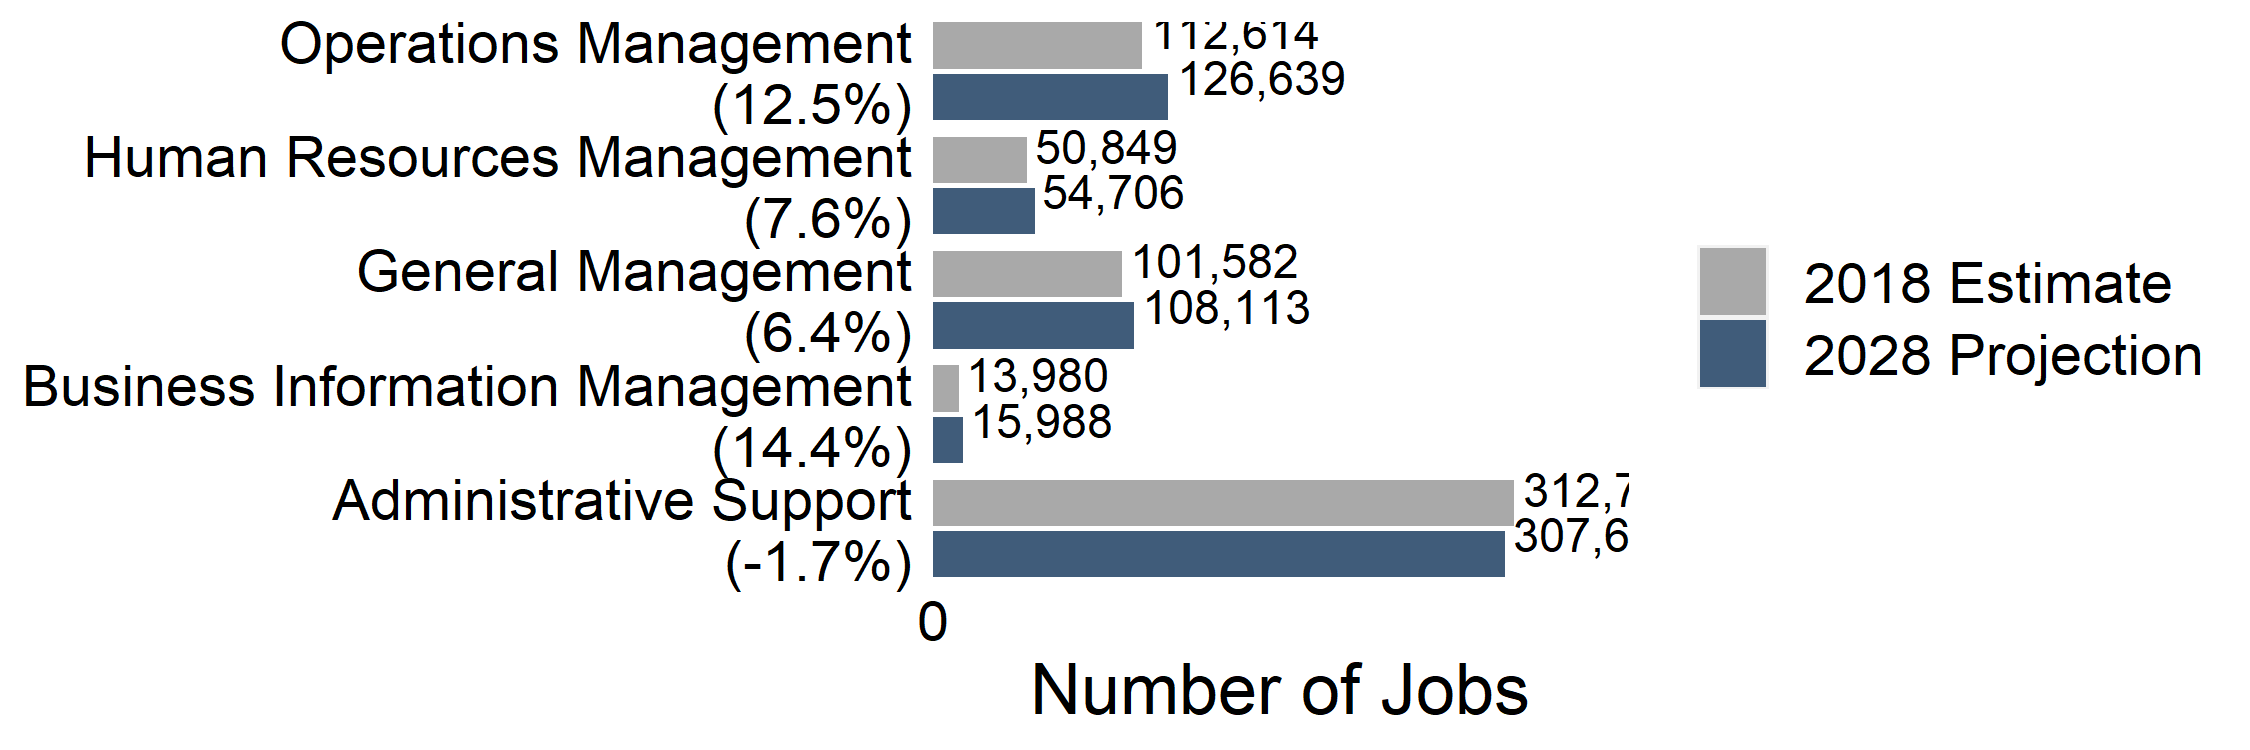 Operations Management
(12.5%)
112,614
126,639
Human Resources Management
(7.6%)
50,849
54,706
General Management
(6.4%)
101,582
108,113
Business Information Management
(14.4%)
13,980
15,988
Administrative Support
(-1.7%)
312,7
307,6
0
Number of Jobs
2018 Estimate
2028 Projection